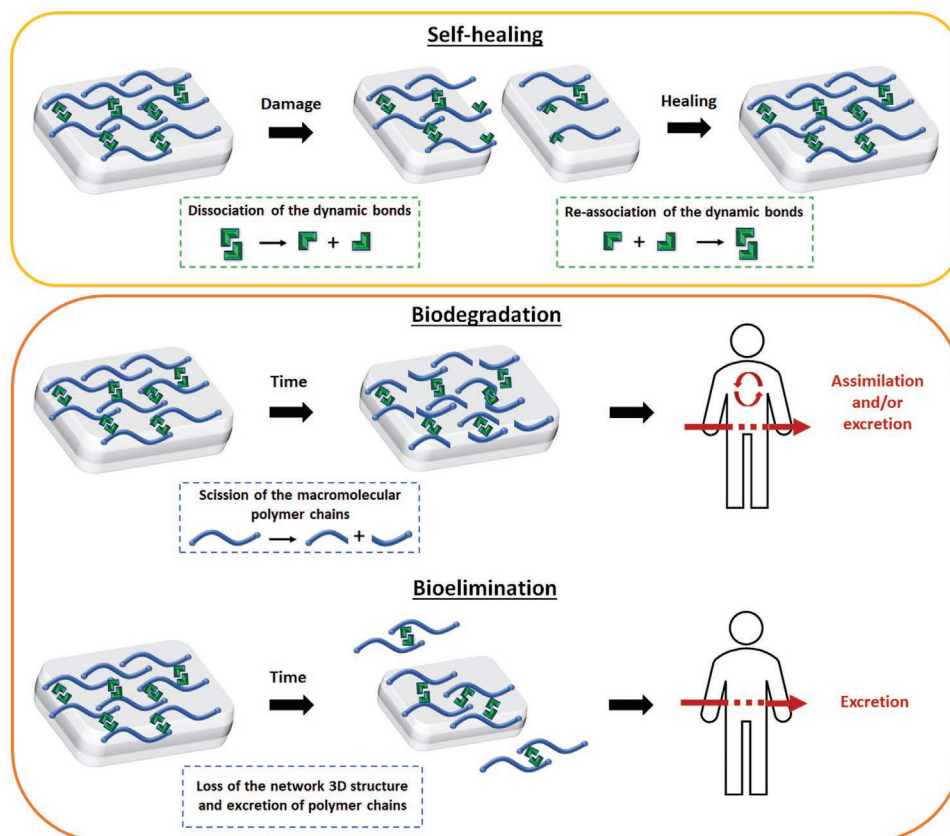 Self-healing
Damage
Healing
Dissociation of the dynamic bonds
+
Re-association of the dynamic bonds
+
Biodegradation
Time
Assimilation
and/or
excretion
Scission of the macromolecular
polymer chains
+
Bioelimination
Time
Excretion
Loss of the network 3D structure
and excretion of polymer chains